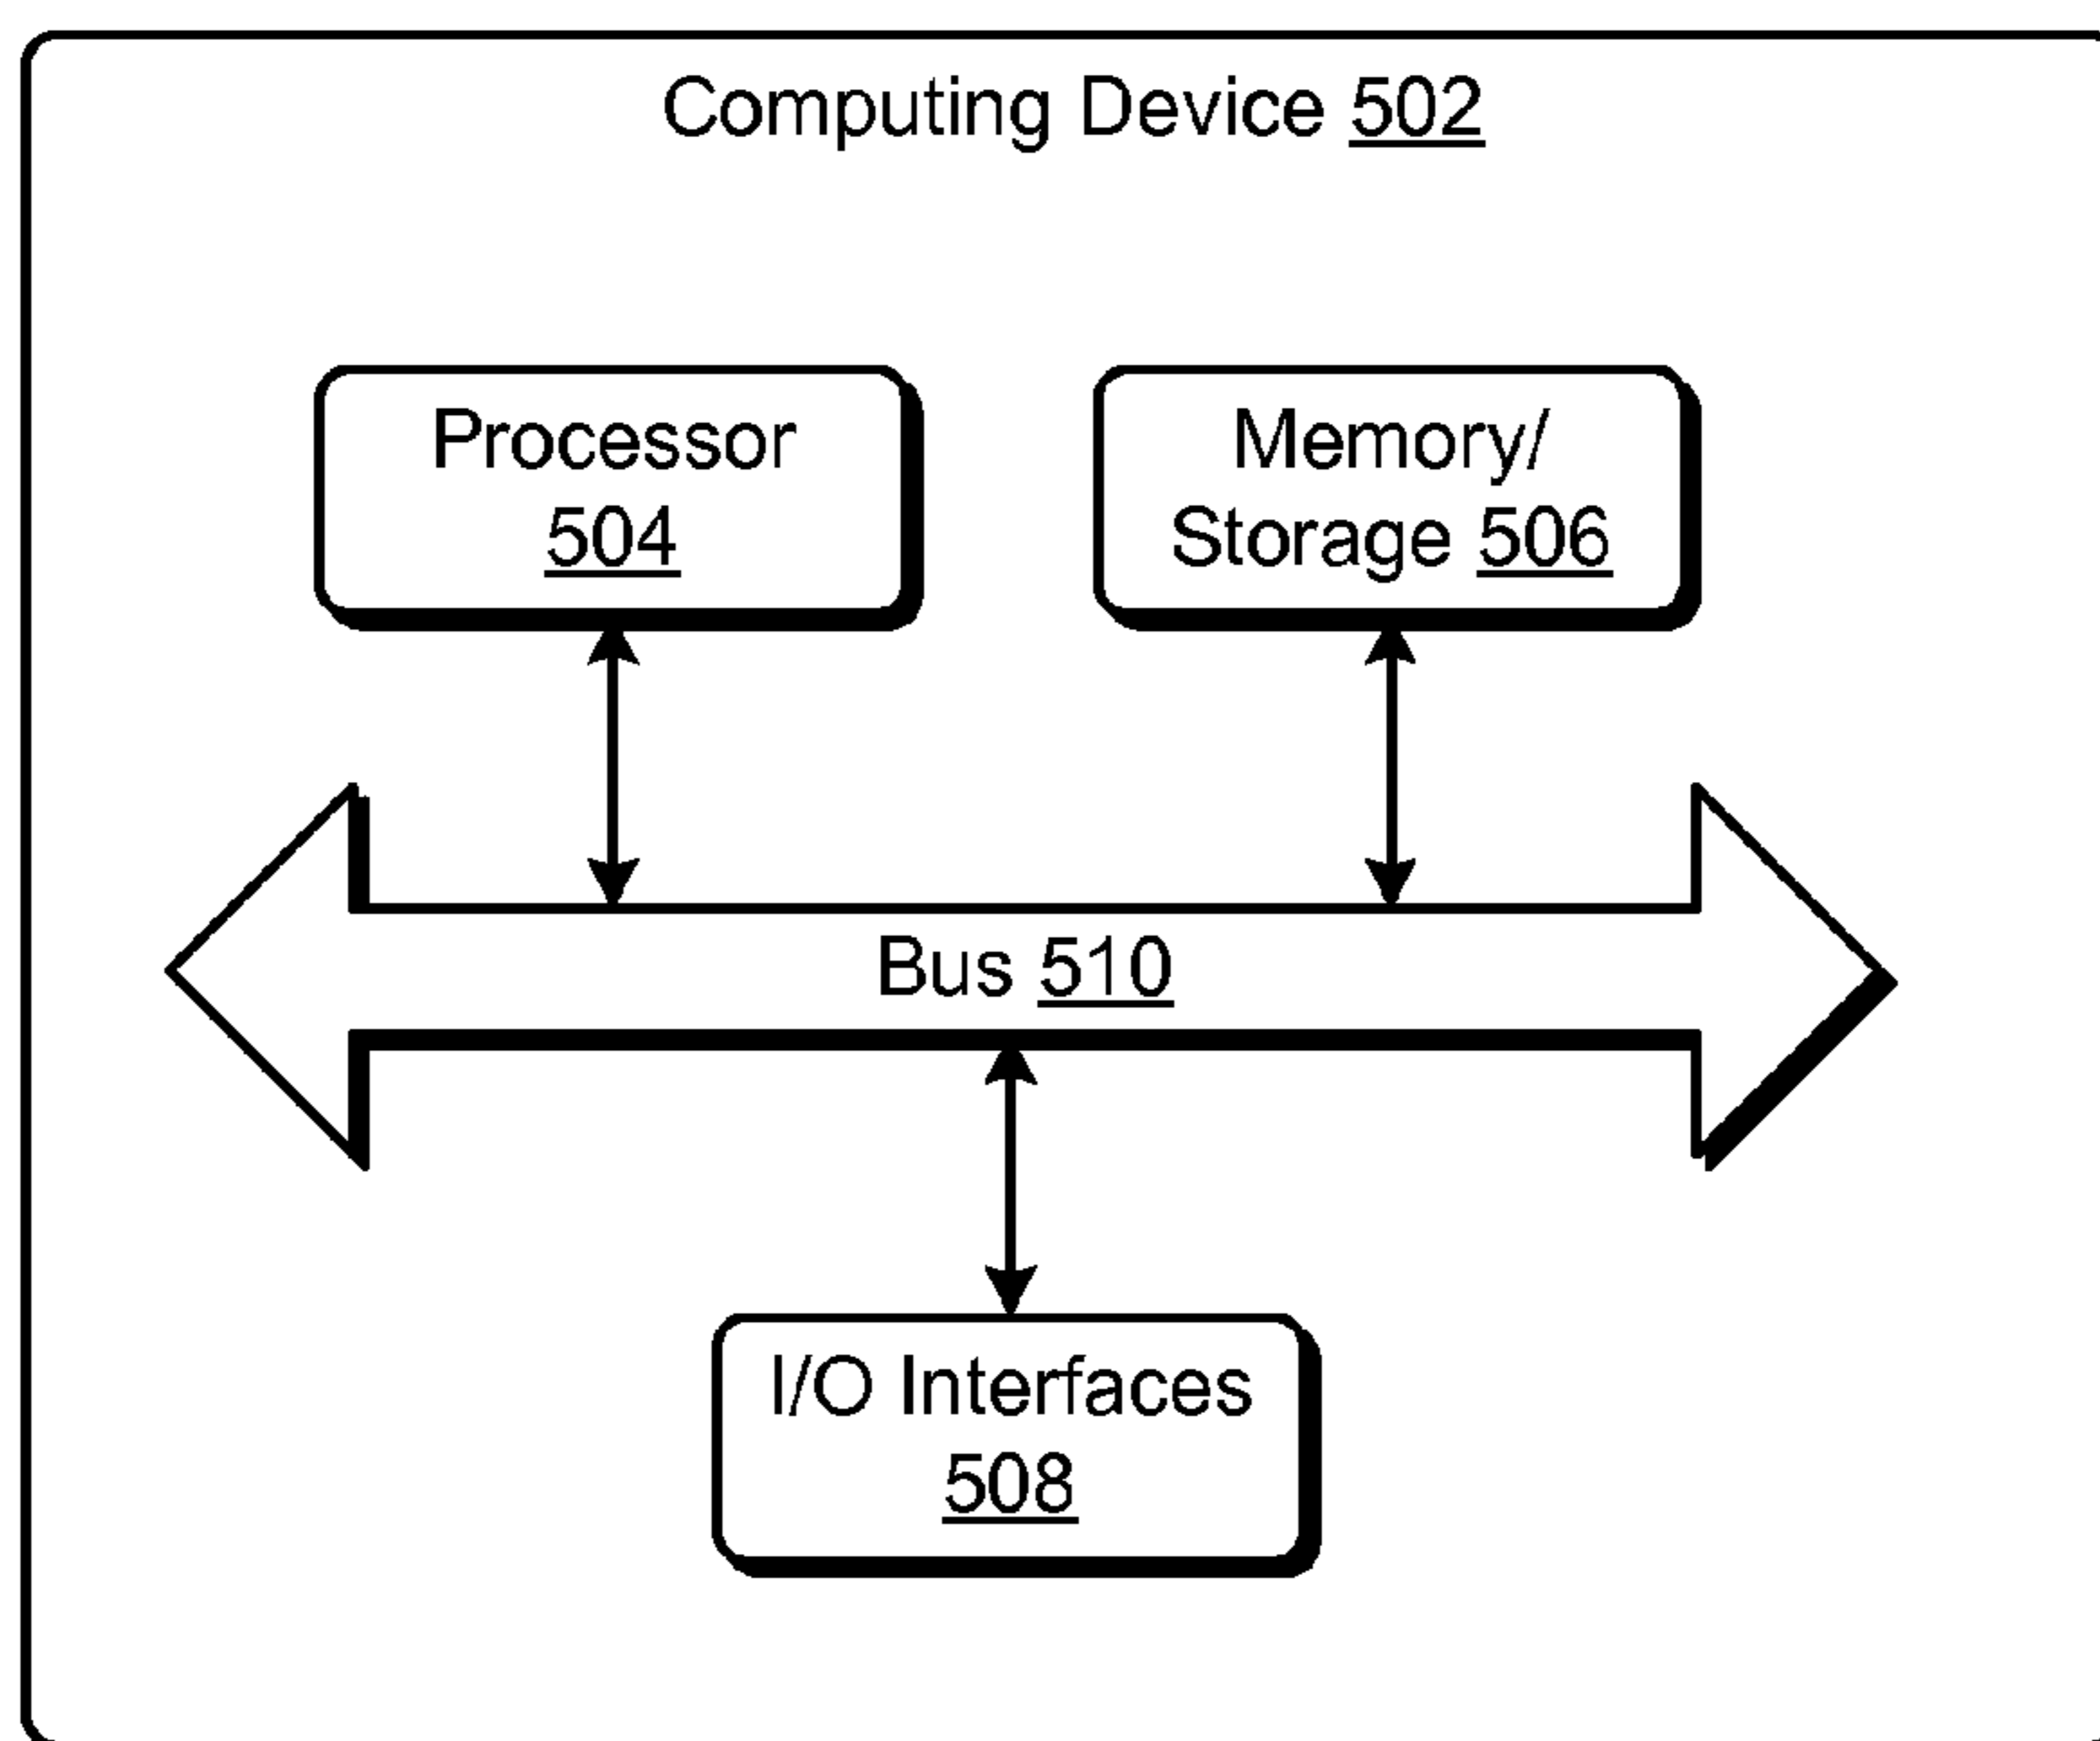 Computing Device 502
Processor
504
Memory/
Storage 506
Bus 510
I/O Interfaces
508